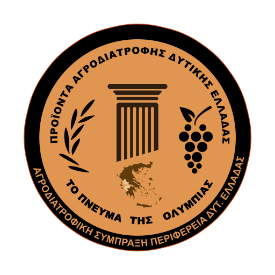 ΠΡΟΪΟΝΤΑ ΑΓΡΟΔΙΑΤΡΟΦΗΣ ΔΥΤΙΚΗΣ ΕΛΛΑΔΑΣ
ΤΟ ΠΝΕΥΜΑ ΤΗΣ ΟΛΥΜΠΙΑΣ
ΑΓΡΟΔΙΑΤΡΟΦΙΚΗ ΣΥΜΠΡΑΞΗ ΠΕΡΙΦΕΡΕΙΑ ΔΥΤ. ΕΛΛΑΔΑΣ